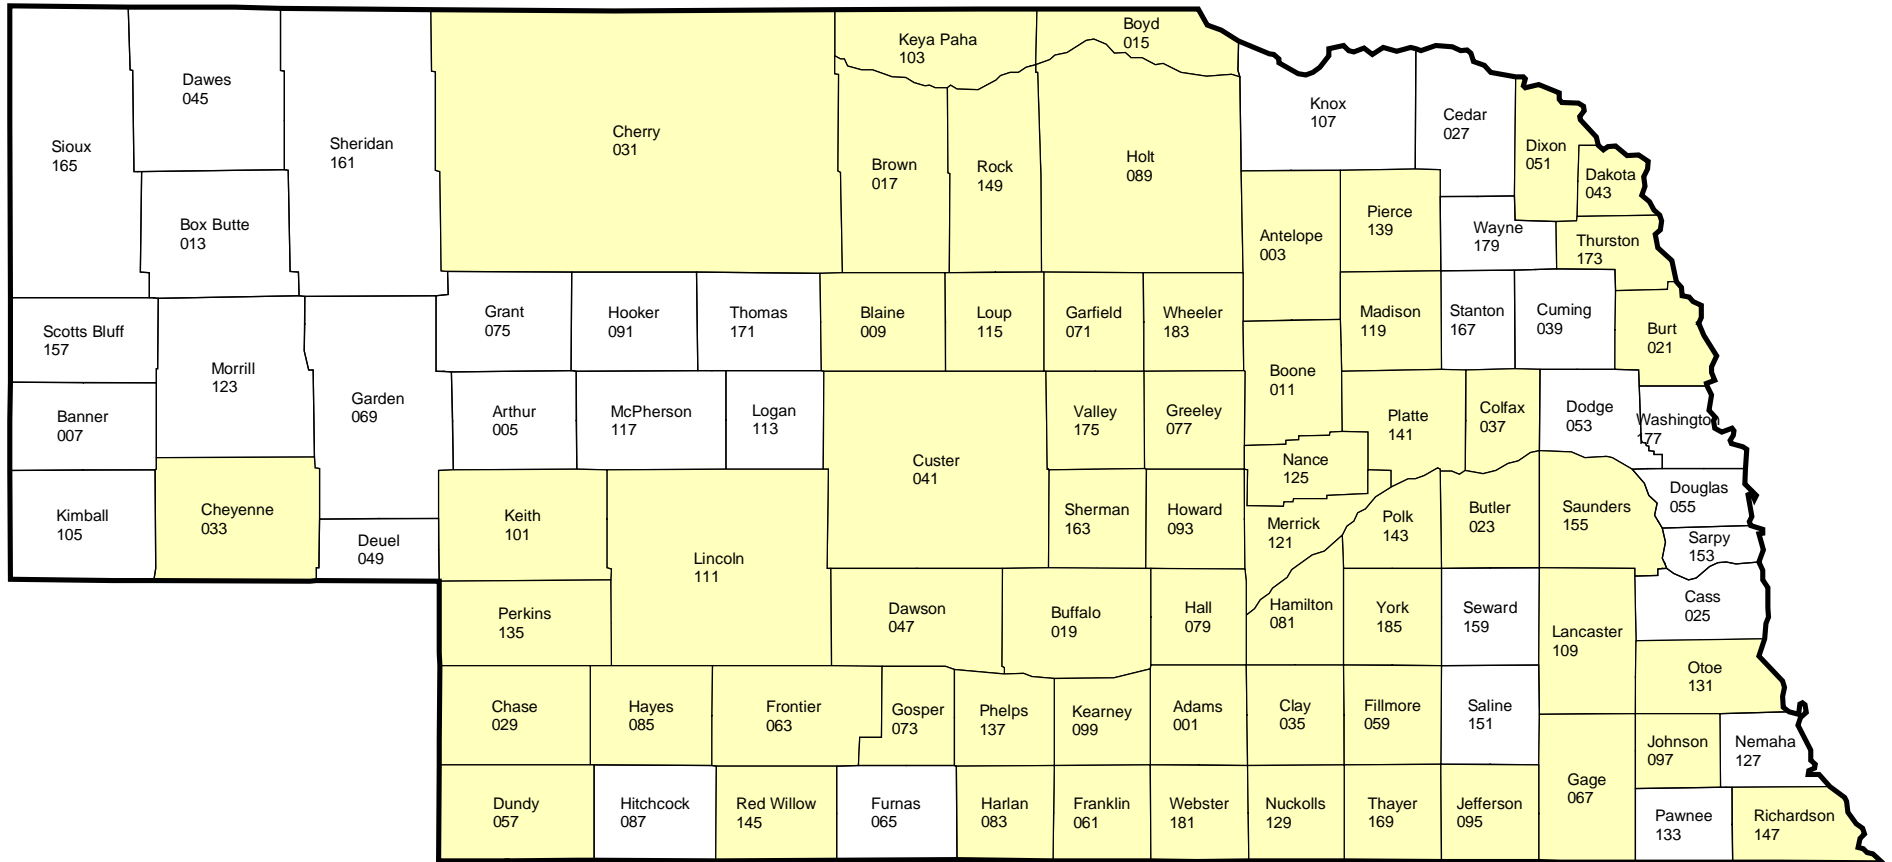 Boyd
015
Keya Paha
103
Dawes
045
Knox
107
Cedar
027
Cherry
031
Sheridan
161
Sioux
165
Dixon
051
Holt
089
Brown
017
Rock
149
Dakota
043
Pierce
139
Box Butte
013
Wayne
179
Antelope
003
Thurston
173
Grant
075
Hooker
091
Thomas
171
Blaine
009
Loup
115
Garfield
071
Wheeler
183
Madison
119
Stanton
167
Cuming
039
Burt
021
Scotts Bluff
157
Morrill
123
Boone
011
Garden
069
Banner
007
Arthur
005
McPherson
117
Logan
113
Valley
175
Greeley
077
Platte
141
Colfax
037
Dodge
053
Washington
177
Custer
041
Nance
125
Douglas
055
Kimball
105
Cheyenne
033
Keith
101
Sherman
163
Howard
093
Merrick
121
Polk
143
Butler
023
Saunders
155
Deuel
049
Sarpy
153
Lincoln
111
Cass
025
Perkins
135
Dawson
047
Buffalo
019
Hall
079
Hamilton
081
York
185
Seward
159
Lancaster
109
Otoe
131
Chase
029
Hayes
085
Frontier
063
Gosper
073
Phelps
137
Kearney
099
Adams
001
Clay
035
Fillmore
059
Saline
151
Johnson
097
Nemaha
127
Gage
067
Dundy
057
Hitchcock
087
Red Willow
145
Furnas
065
Harlan
083
Franklin
061
Webster
181
Nuckolls
129
Thayer
169
Jefferson
095
Pawnee
133
Richardson
147